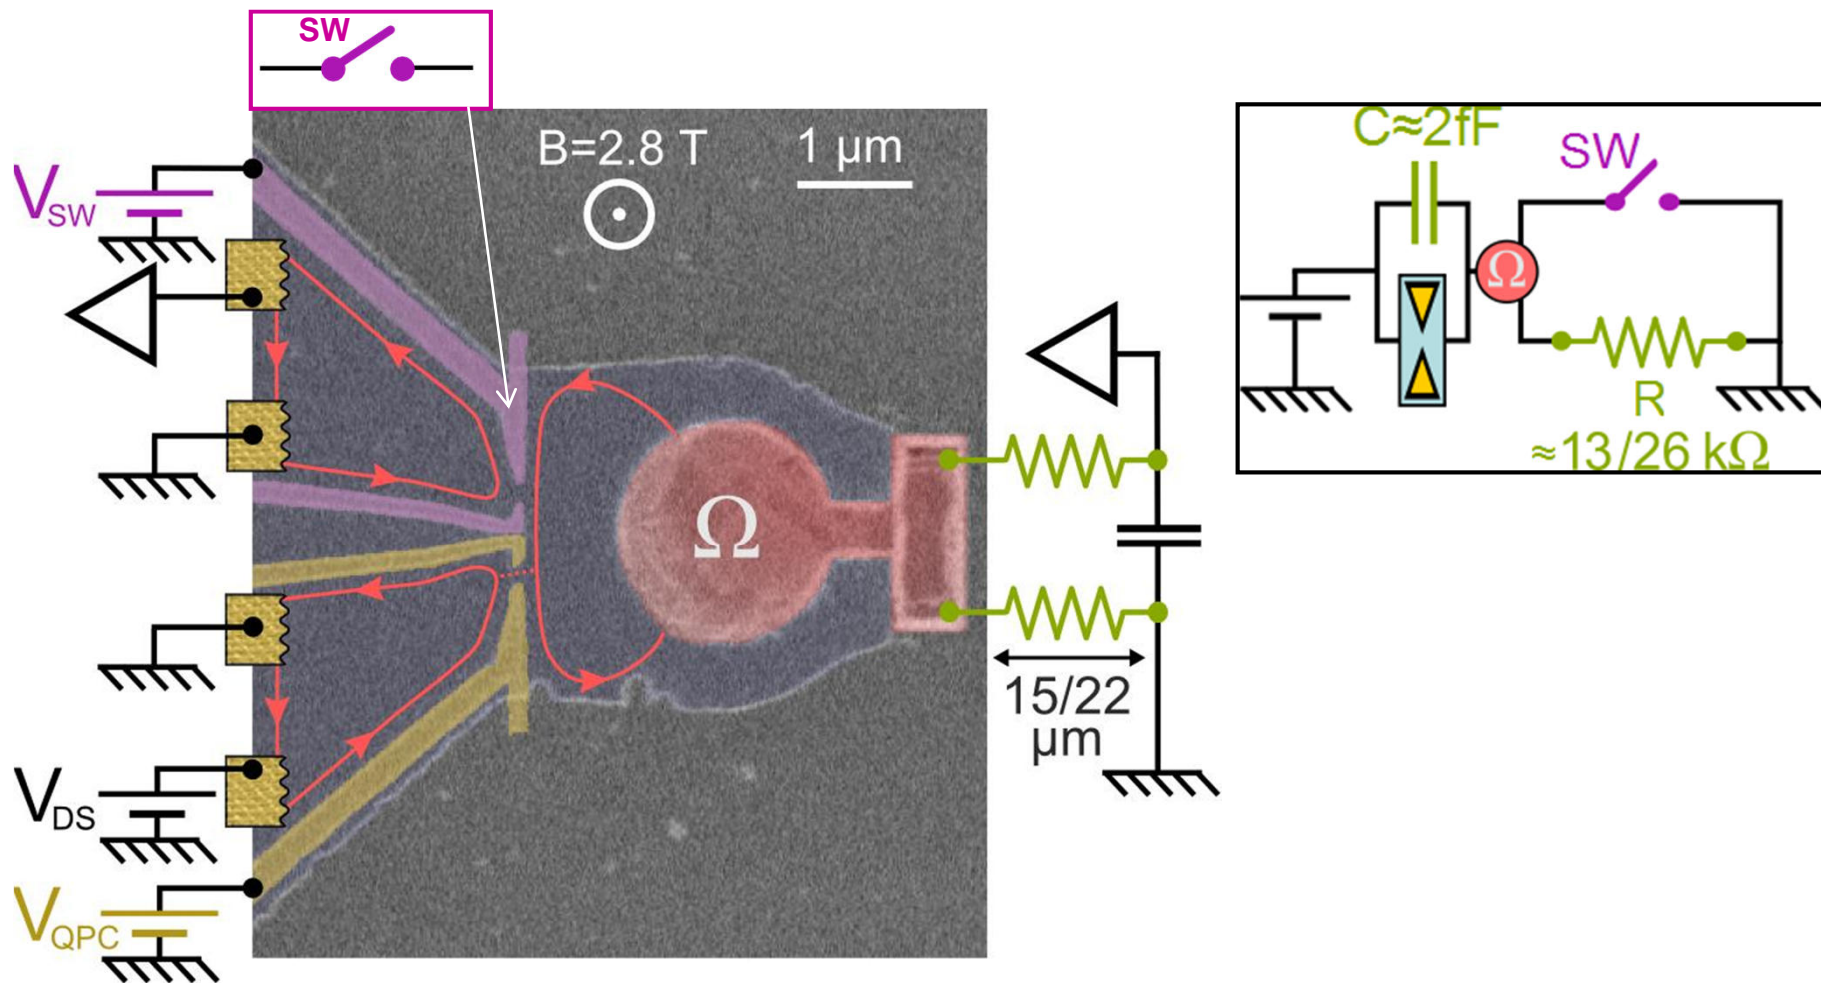 SW
B=2.8 T
1 µm
V_SW
C≈2fF
SW
Ω
R
≈13/26 kΩ
Ω
15/22
µm
V_DS
V_QPC